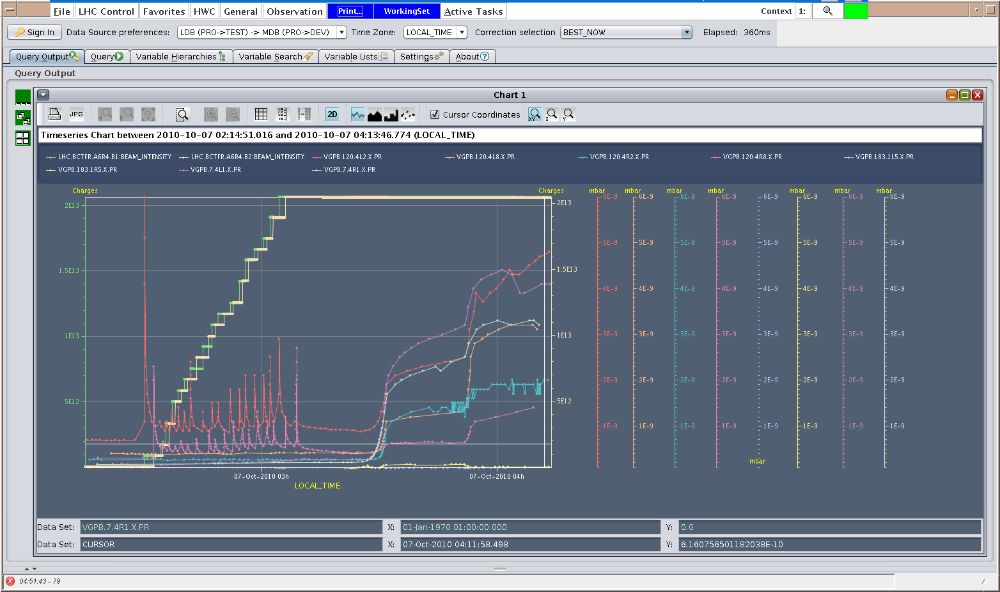 File LHC Control Favorites HWC General Observation Print... WorkingSet Active Tasks Context 1:
Sign In Data Source preferences: LDB (PRO->TEST) -> MDB (PRO->DEV) Time Zone: LOCAL_TIME Correction selection BEST_NOW Elapsed: 360ms
Query Output Query Variable Hierarchies Variable Search Variable Lists Settings About
Query Output
Chart 1
JPG 2D Cursor Coordinates XY X Y
Timeseries Chart between 2010-10-07 02:14:51.016 and 2010-10-07 04:13:46.774 (LOCAL_TIME)
LHC.BCTFR.A6R4.B1:BEAM_INTENSITY LHC.BCTFR.A6R4.B2:BEAM_INTENSITY VGPB.120.4L2.X.PR VGPB.120.4L8.X.PR VGPB.120.4R2.X.PR VGPB.120.4R8.X.PR VGPB.183.1L5.X.PR
VGPB.183.1R5.X.PR VGPB.7.4L1.X.PR VGPB.7.4R1.X.PR
Charges Charges mbar mbar mbar mbar mbar mbar mbar
6E-9 6E-9 6E-9 6E-9 6E-9 6E-9 6E-9 6E-9
2E13 2E13
5E-9 5E-9 5E-9 5E-9 5E-9 5E-9 5E-9 5E-9
1.5E13 1.5E13
4E-9 4E-9 4E-9 4E-9 4E-9 4E-9 4E-9 4E-9
1E13 1E13 3E-9 3E-9 3E-9 3E-9 3E-9 3E-9 3E-9 3E-9
2E-9 2E-9 2E-9 2E-9 2E-9 2E-9 2E-9 2E-9
5E12 5E12
1E-9 1E-9 1E-9 1E-9 1E-9 1E-9 1E-9 1E-9
mbar
07-Oct-2010 03h 07-Oct-2010 04h
LOCAL_TIME
Data Set: VGPB.7.4R1.X.PR X: 01-Jan-1970 01:00:00.000 Y: 0.0
Data Set: CURSOR X: 07-Oct-2010 04:11:58.498 Y: 6.160756501182038E-10
04:51:43 - 79